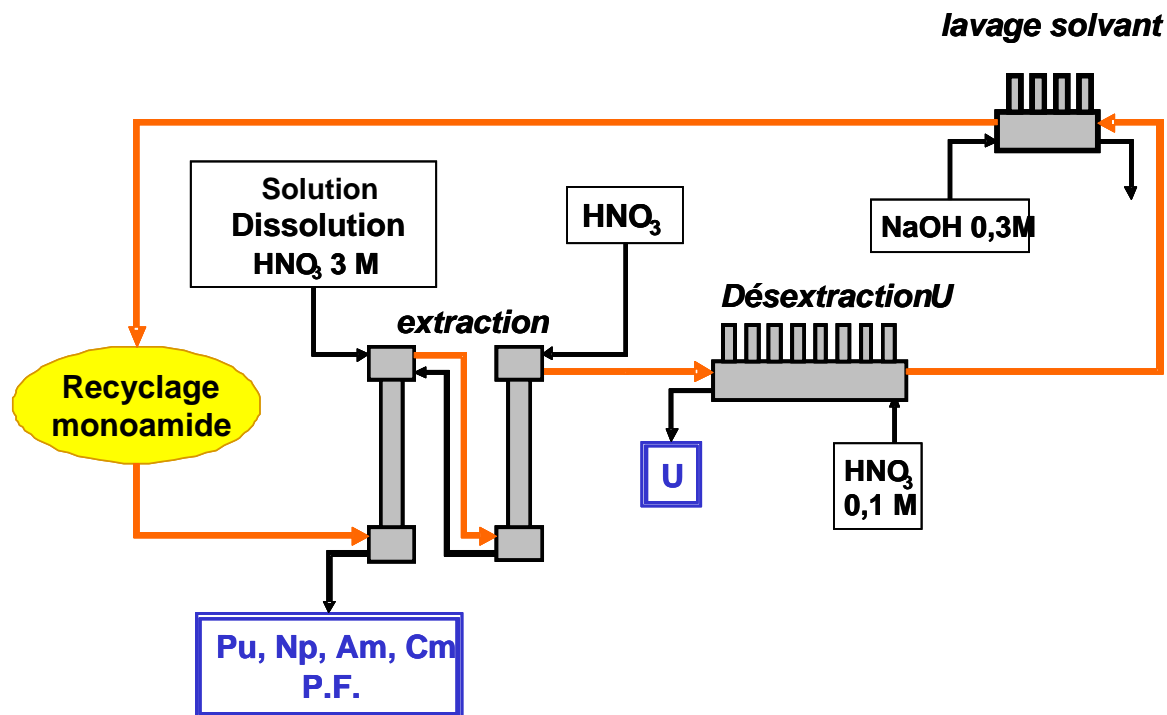 lavage solvant
Solution
Dissolution
HNO₃ 3 M
HNO₃
NaOH 0,3M
DésextractionU
extraction
Recyclage
monoamide
U
HNO₃
0,1 M
Pu, Np, Am, Cm
P.F.